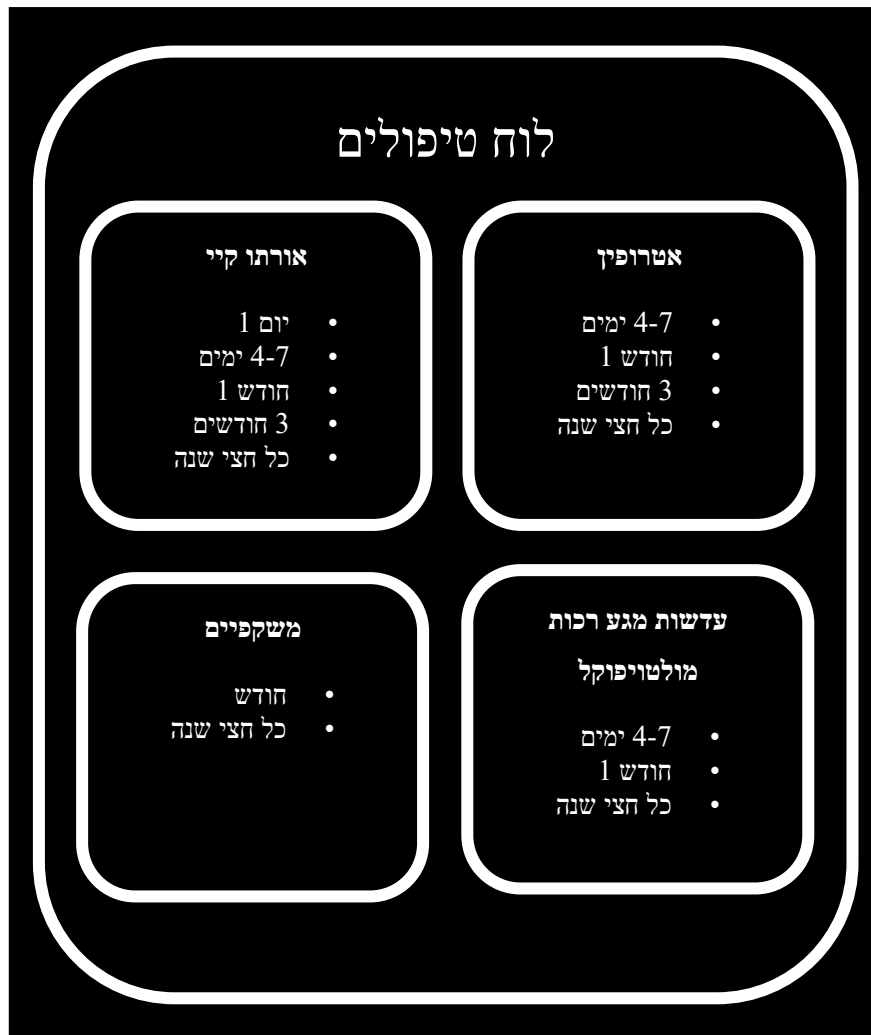 לוח טיפולים
אטרופין
• 4-7 ימים
• חודש 1
• 3 חודשים
• כל חצי שנה
אורתו קיי
• יום 1
• 4-7 ימים
• חודש 1
• 3 חודשים
• כל חצי שנה
עדשות מגע רכות
מולטויפוקל
• 4-7 ימים
• חודש 1
• כל חצי שנה
משקפיים
• חודש
• כל חצי שנה